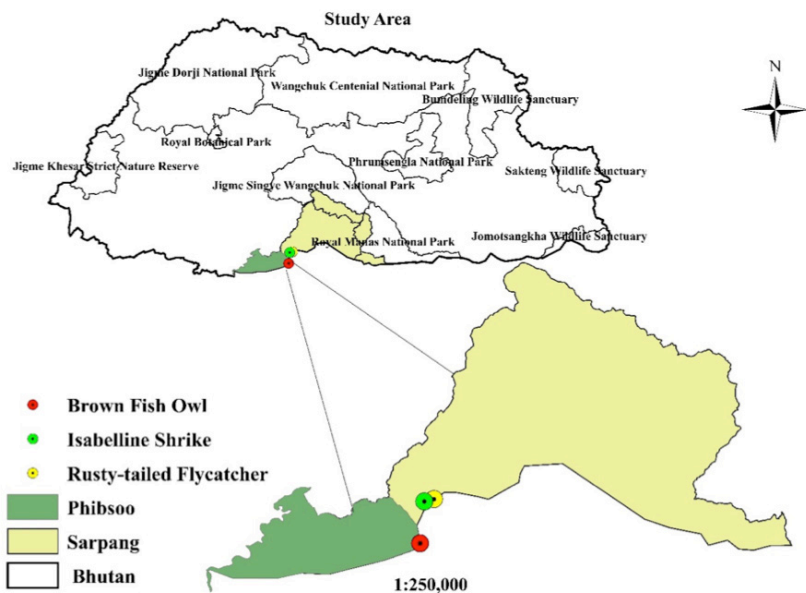 Study Area
N
Jigme Dorji National Park
Wangchuk Centenial National Park
Bumdeling Wildlife Sanctuary
Royal Botanical Park
Jigme Khesar Strict Nature Reserve
Phrumsengla National Park
Sakteng Wildlife Sanctuary
Jigme Singye Wangchuk National Park
Royal Manas National Park
Jomotsangkha Wildlife Sanctuary
Brown Fish Owl
Isabelline Shrike
Rusty-tailed Flycatcher
Phibsoo
Sarpang
Bhutan
1:250,000